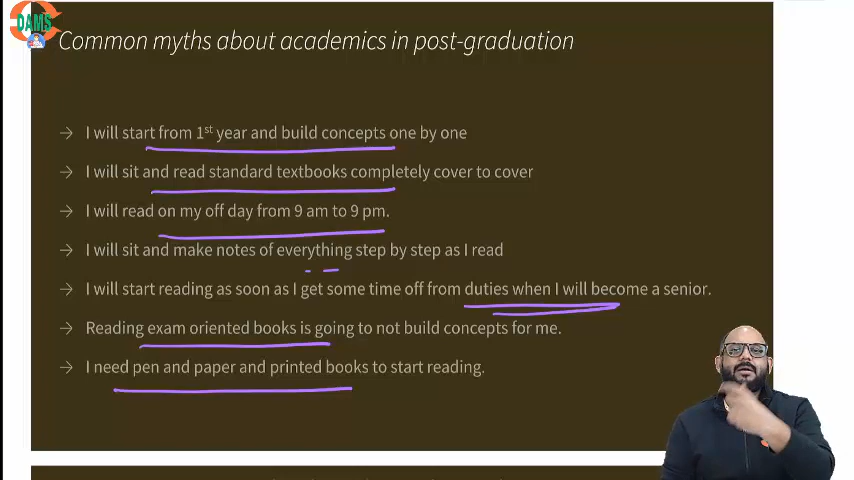 DAMS
Common myths about academics in post-graduation
→ I will start from 1st year and build concepts one by one
→ I will sit and read standard textbooks completely cover to cover
→ I will read on my off day from 9 am to 9 pm.
→ I will sit and make notes of everything step by step as I read
→ I will start reading as soon as I get some time off from duties when I will become a senior.
→ Reading exam oriented books is going to not build concepts for me.
→ I need pen and paper and printed books to start reading.